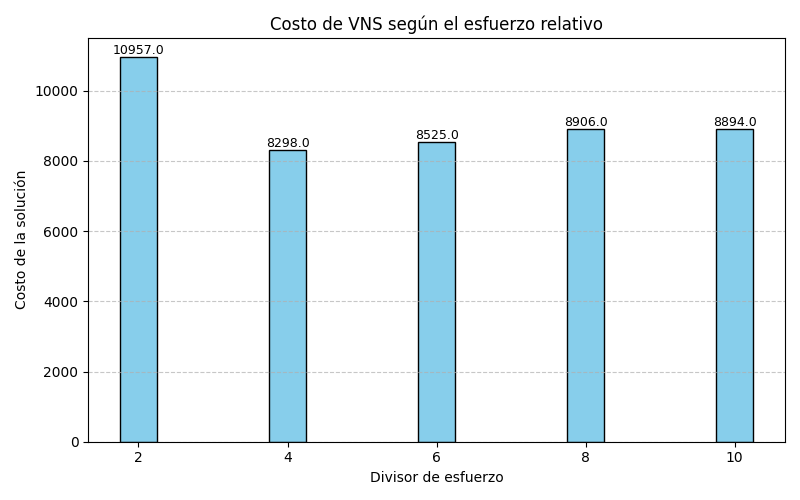 Costo de VNS según el esfuerzo relativo
10957.0
8298.0
8525.0
8906.0
8894.0
10000
8000
6000
4000
2000
0
Costo de la solución
2 4 6 8 10
Divisor de esfuerzo